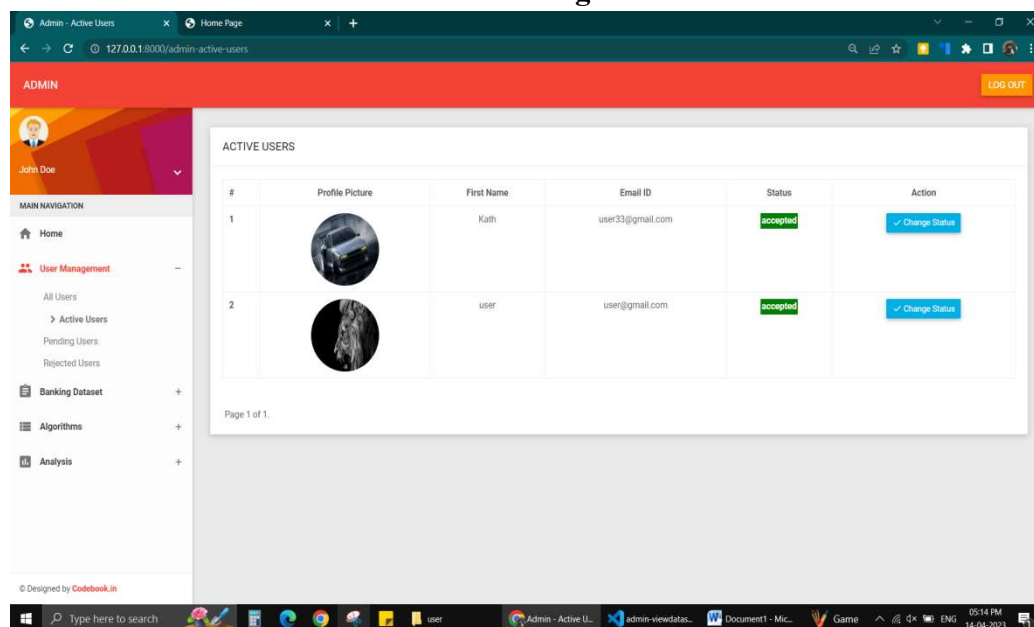 g
Admin - Active Users
Home Page
127.0.0.1:8000/admin-active-users
ADMIN
LOG OUT
John Doe
MAIN NAVIGATION
Home
User Management
All Users
Active Users
Pending Users
Rejected Users
Banking Dataset
Algorithms
Analysis
© Designed by Codebook.in
ACTIVE USERS
# Profile Picture First Name Email ID Status Action
1 Kath user33@gmail.com accepted Change Status
2 user user@gmail.com accepted Change Status
Page 1 of 1.
Type here to search
user
Admin - Active U...
admin-viewdatas...
Document1 - Mic...
Game
ENG
05:14 PM
14-04-2023